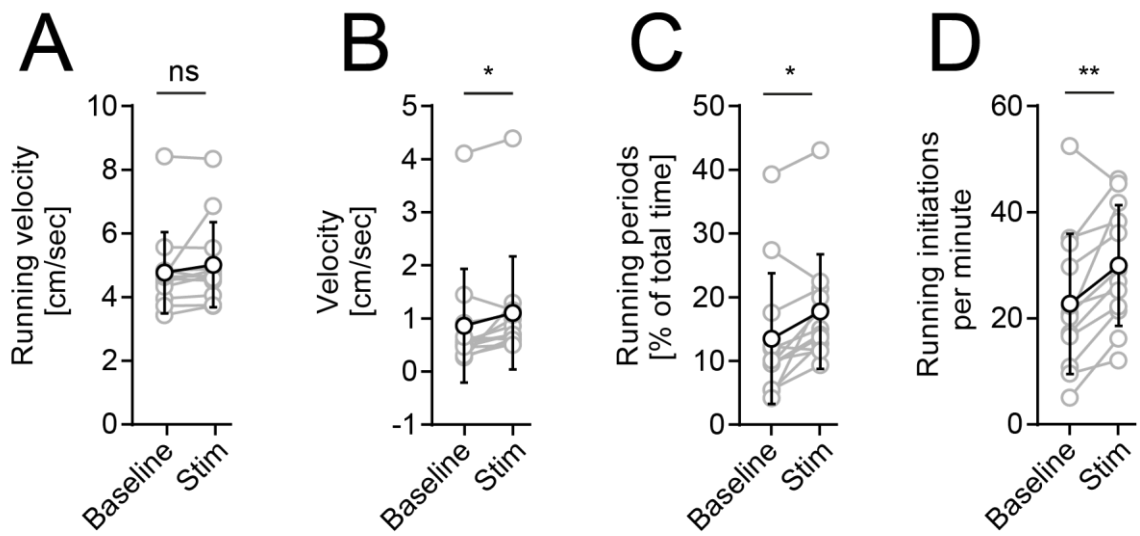 A
B
C
D
ns
*
*
**
Running velocity
[cm/sec]
10
8
6
4
2
0
Baseline
Stim
Velocity
[cm/sec]
5
4
3
2
1
0
-1
Baseline
Stim
Running periods
[% of total time]
50
40
30
20
10
0
Baseline
Stim
Running initiations
per minute
60
40
20
0
Baseline
Stim